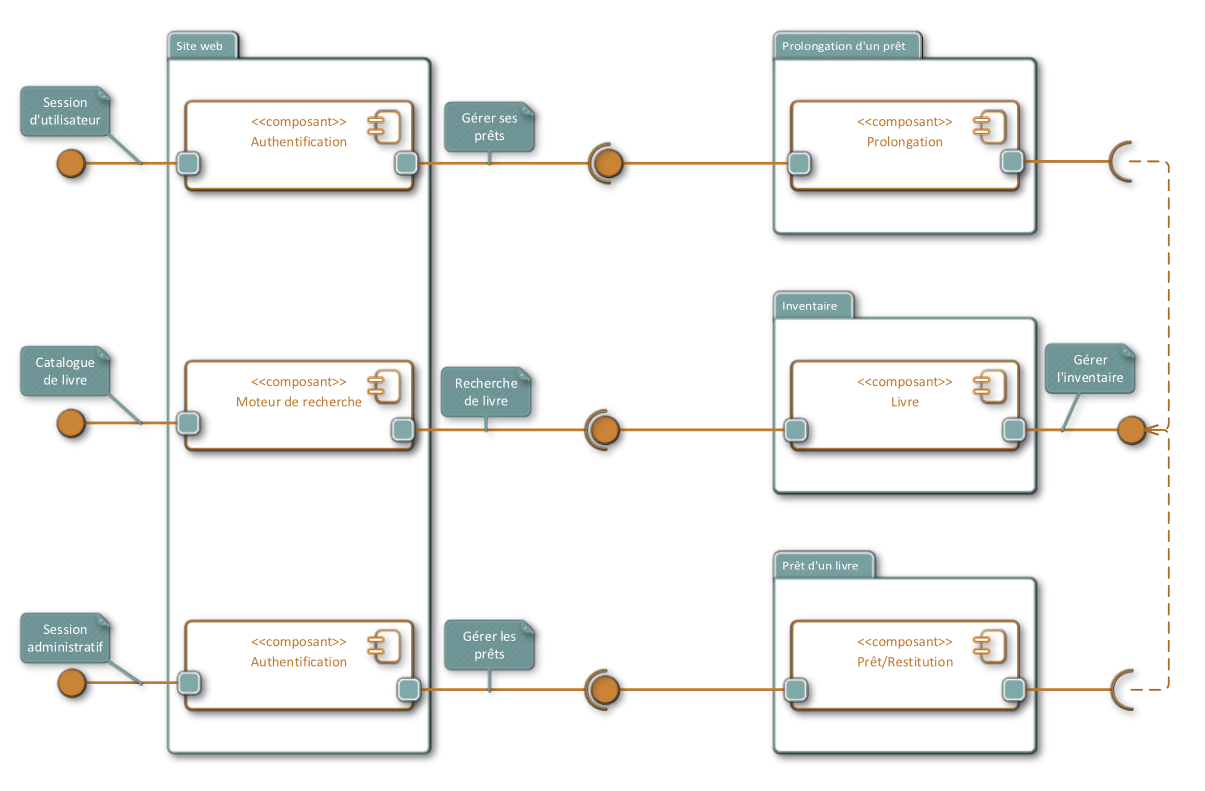 Site web
Prolongation d'un prêt
Session
d'utilisateur
<<composant>>
Authentification
Gérer ses
prêts
<<composant>>
Prolongation
Inventaire
Catalogue
de livre
<<composant>>
Moteur de recherche
Recherche
de livre
<<composant>>
Livre
Gérer
l'inventaire
Prêt d'un livre
Session
administratif
<<composant>>
Authentification
Gérer les
prêts
<<composant>>
Prêt/Restitution